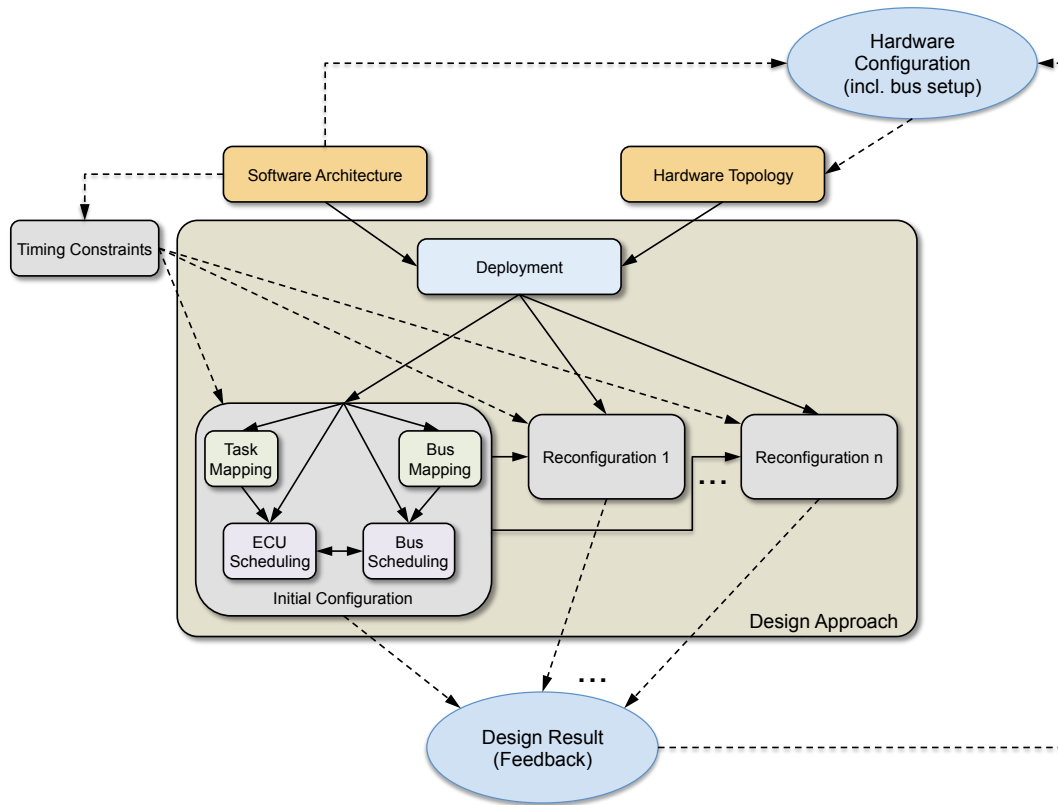 Hardware
Configuration
(incl. bus setup)
Software Architecture
Hardware Topology
Timing Constraints
Deployment
Task
Mapping
Bus
Mapping
Reconfiguration 1
...
Reconfiguration n
ECU
Scheduling
Bus
Scheduling
Initial Configuration
Design Approach
...
Design Result
(Feedback)